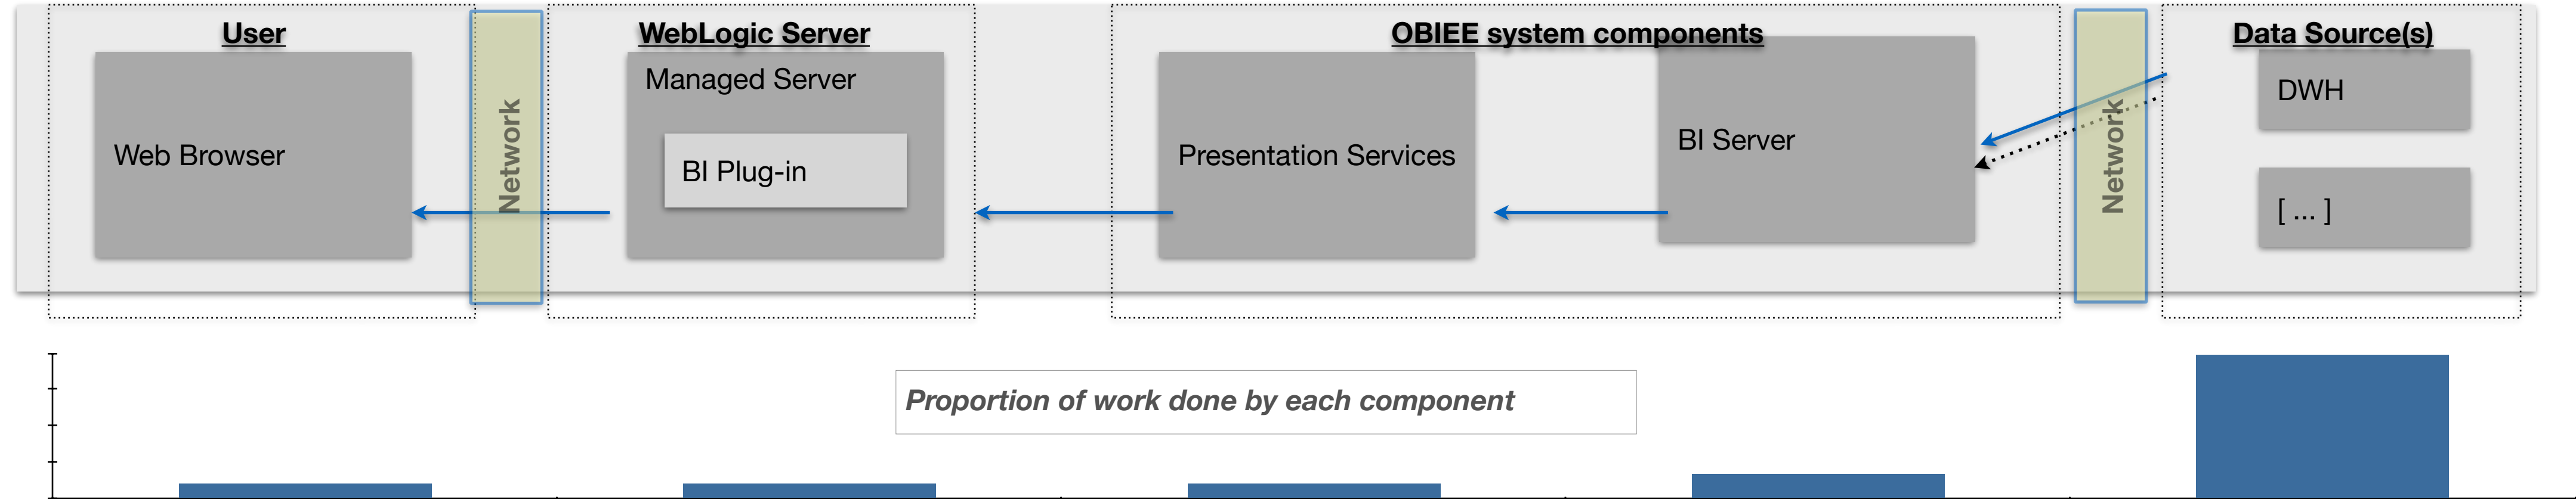 User
WebLogic Server
OBIEE system components
Data Source(s)
Web Browser
Network
Managed Server
BI Plug-in
Presentation Services
BI Server
Network
DWH
[ ... ]
Proportion of work done by each component